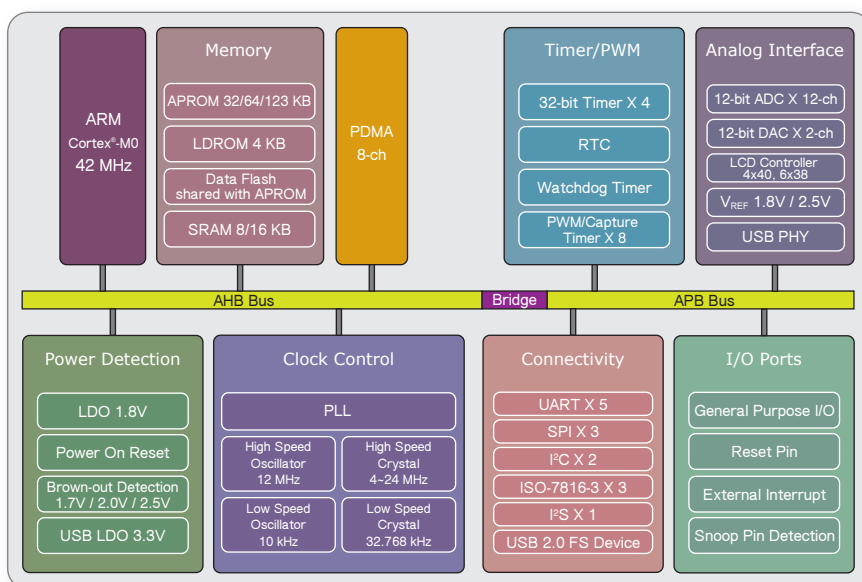 ARM
Cortex®-M0
42 MHz
Memory
APROM 32/64/123 KB
LDROM 4 KB
Data Flash
shared with APROM
SRAM 8/16 KB
PDMA
8-ch
Timer/PWM
32-bit Timer X 4
RTC
Watchdog Timer
PWM/Capture
Timer X 8
Analog Interface
12-bit ADC X 12-ch
12-bit DAC X 2-ch
LCD Controller
4x40, 6x38
VREF 1.8V / 2.5V
USB PHY
AHB Bus
Bridge
APB Bus
Power Detection
LDO 1.8V
Power On Reset
Brown-out Detection
1.7V / 2.0V / 2.5V
USB LDO 3.3V
Clock Control
PLL
High Speed
Oscillator
12 MHz
High Speed
Crystal
4~24 MHz
Low Speed
Oscillator
10 kHz
Low Speed
Crystal
32.768 kHz
Connectivity
UART X 5
SPI X 3
I²C X 2
ISO-7816-3 X 3
I²S X 1
USB 2.0 FS Device
I/O Ports
General Purpose I/O
Reset Pin
External Interrupt
Snoop Pin Detection